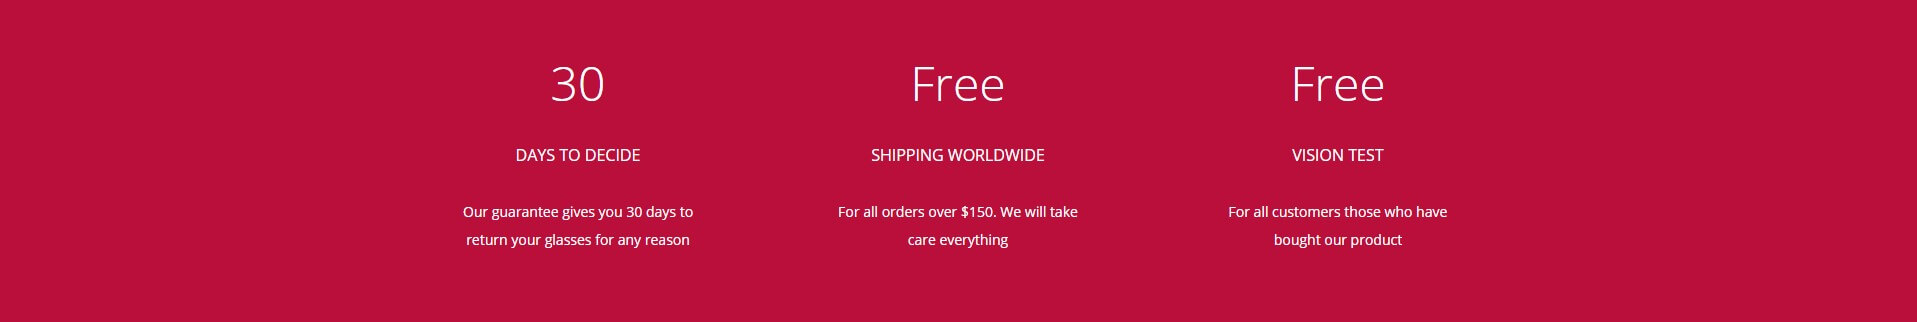 30
DAYS TO DECIDE
Our guarantee gives you 30 days to
return your glasses for any reason
Free
SHIPPING WORLDWIDE
For all orders over $150. We will take
care everything
Free
VISION TEST
For all customers those who have
bought our product